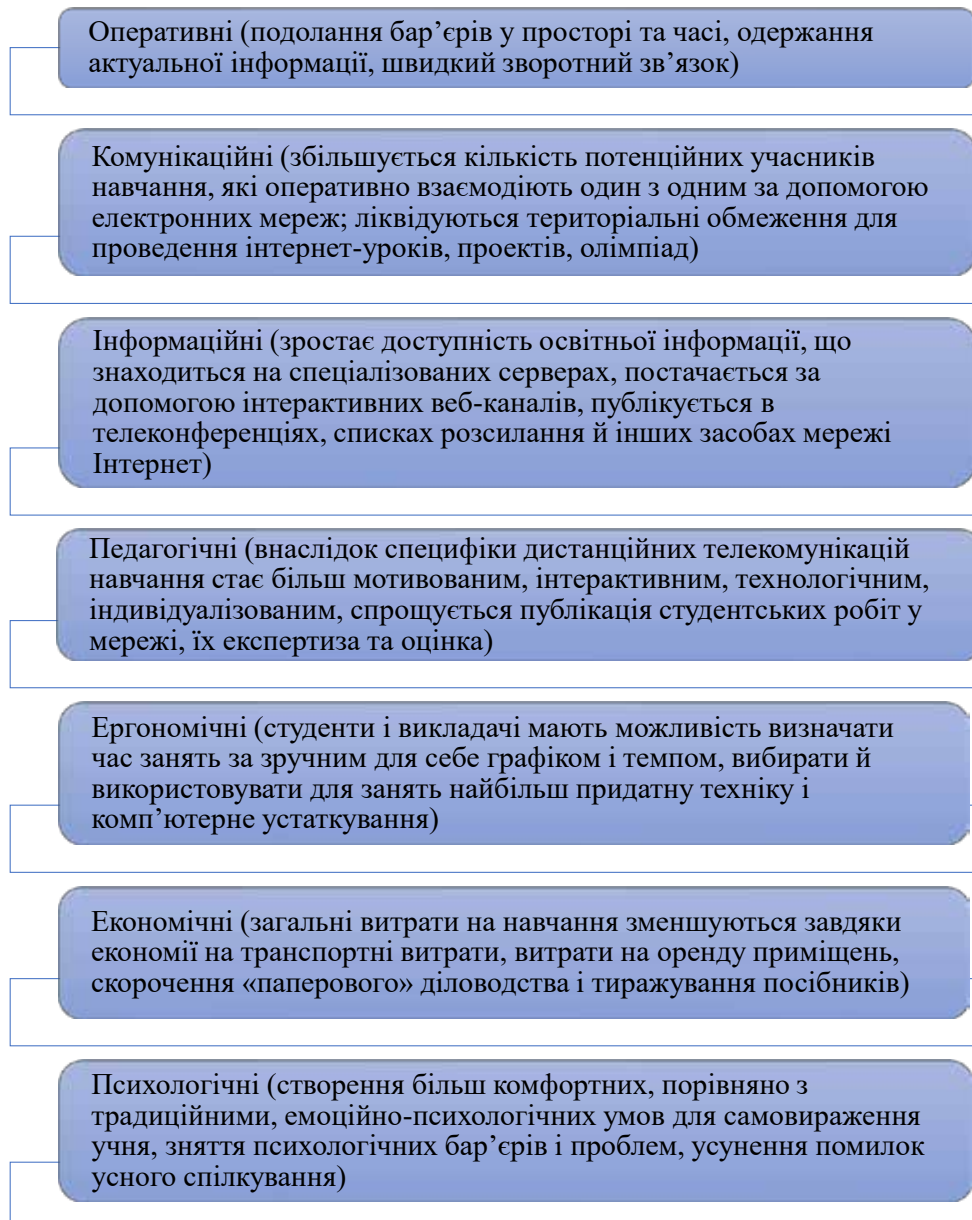 Оперативні (подолання бар’єрів у просторі та часі, одержання
актуальної інформації, швидкий зворотний зв’язок)
Комунікаційні (збільшується кількість потенційних учасників
навчання, які оперативно взаємодіють один з одним за допомогою
електронних мереж; ліквідуються територіальні обмеження для
проведення інтернет-уроків, проектів, олімпіад)
Інформаційні (зростає доступність освітньої інформації, що
знаходиться на спеціалізованих серверах, постачається за
допомогою інтерактивних веб-каналів, публікується в
телеконференціях, списках розсилання й інших засобах мережі
Інтернет)
Педагогічні (внаслідок специфіки дистанційних телекомунікацій
навчання стає більш мотивованим, інтерактивним, технологічним,
індивідуалізованим, спрощується публікація студентських робіт у
мережі, їх експертиза та оцінка)
Ергономічні (студенти і викладачі мають можливість визначати
час занять за зручним для себе графіком і темпом, вибирати й
використовувати для занять найбільш придатну техніку і
комп’ютерне устаткування)
Економічні (загальні витрати на навчання зменшуються завдяки
економії на транспортні витрати, витрати на оренду приміщень,
скорочення «паперового» діловодства і тиражування посібників)
Психологічні (створення більш комфортних, порівняно з
традиційними, емоційно-психологічних умов для самовираження
учня, зняття психологічних бар’єрів і проблем, усунення помилок
усного спілкування)